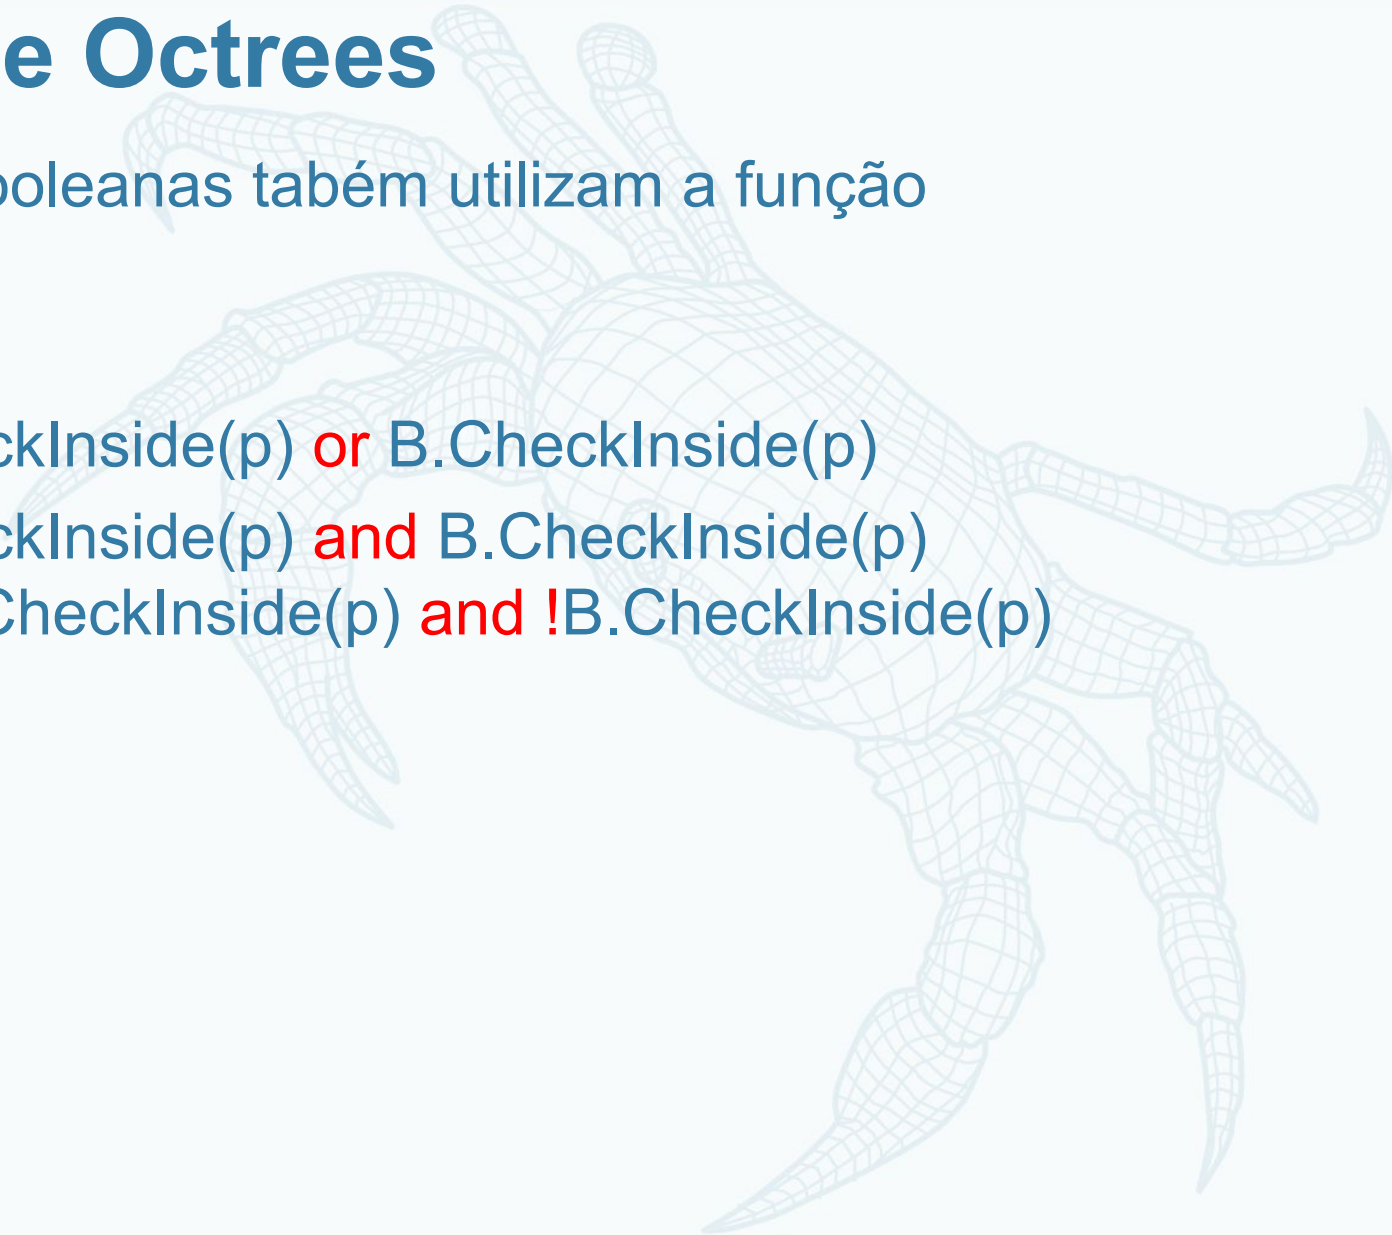 e Octrees
ooleanas tabém utilizam a função
ckInside(p) or B.CheckInside(p)
ckInside(p) and B.CheckInside(p)
CheckInside(p) and !B.CheckInside(p)